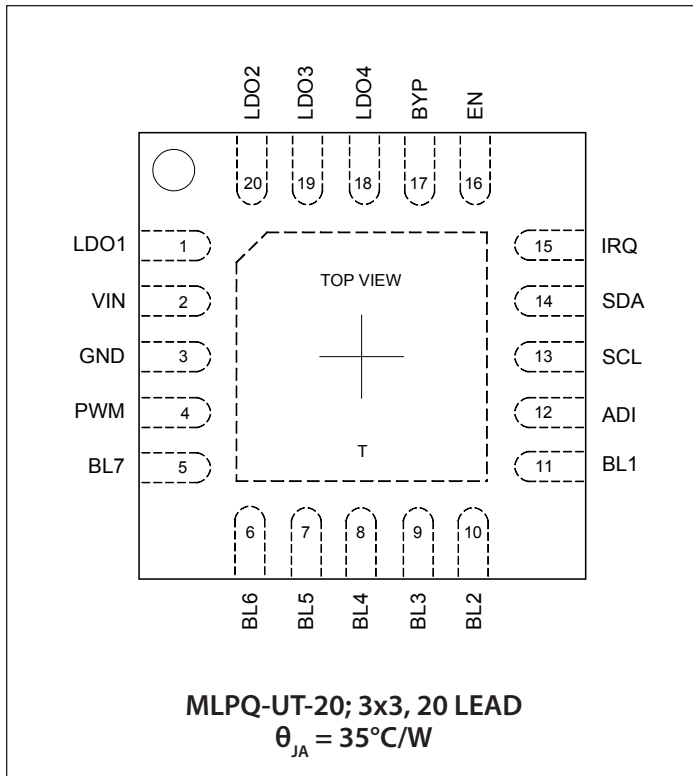 LDO2 LDO3 LDO4 BYP EN
20 19 18 17 16
LDO1 1 15 IRQ
TOP VIEW
VIN 2 14 SDA
GND 3 13 SCL
PWM 4 12 ADI
T
BL7 5 11 BL1
6 7 8 9 10
BL6 BL5 BL4 BL3 BL2
MLPQ-UT-20; 3x3, 20 LEAD
θJA = 35°C/W